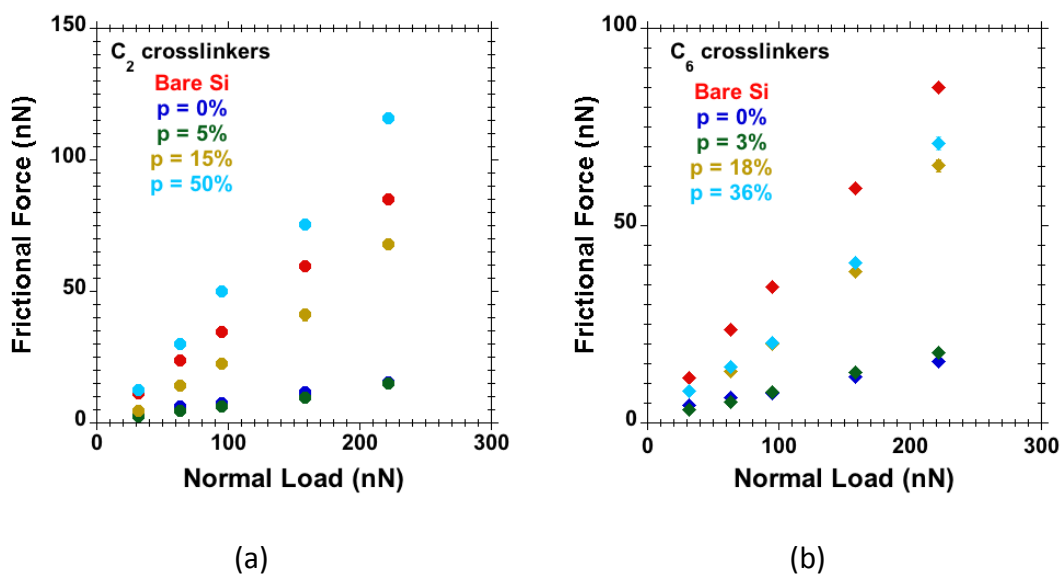 150
C2 crosslinkers
Bare Si
p = 0%
p = 5%
p = 15%
p = 50%
100
50
0
0 100 200 300
Frictional Force (nN)
Normal Load (nN)
(a)
100
C6 crosslinkers
Bare Si
p = 0%
p = 3%
p = 18%
p = 36%
50
0
0 100 200 300
Frictional Force (nN)
Normal Load (nN)
(b)